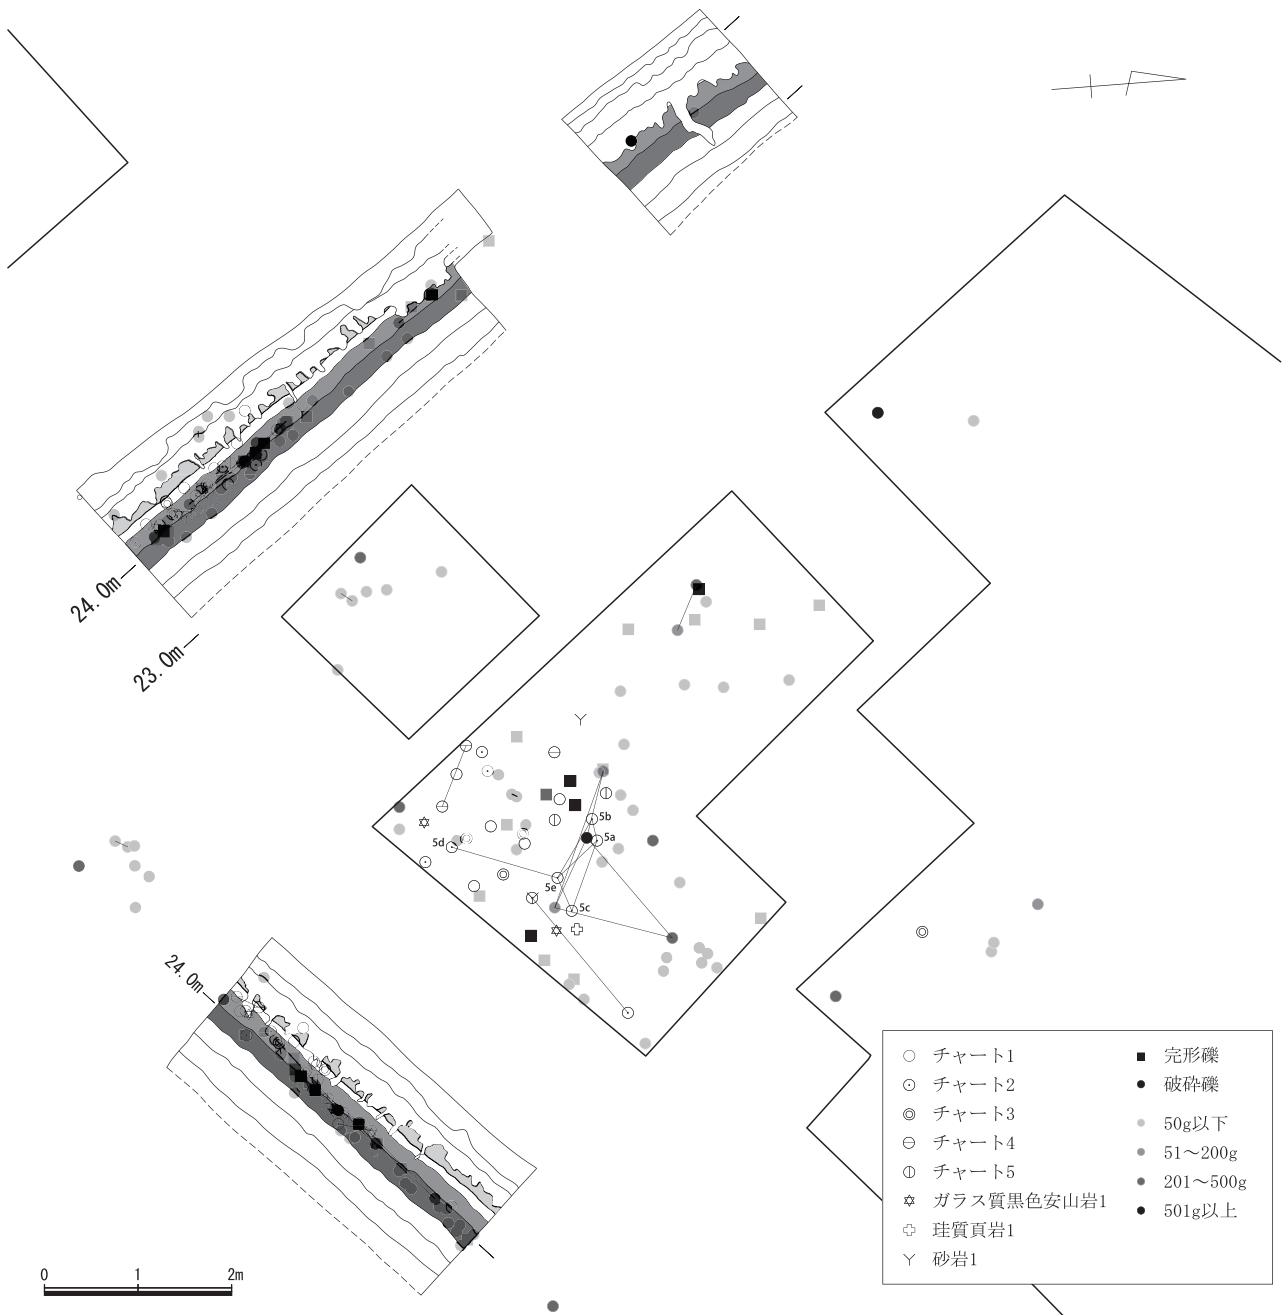 24.0m
23.0m
5b
5a
5d
5e
5c
24.0m
0 1 2m
チャート1
チャート2
チャート3
チャート4
チャート5
ガラス質黒色安山岩1
珪質頁岩1
砂岩1
完形礫
破砕礫
50g以下
51～200g
201～500g
501g以上